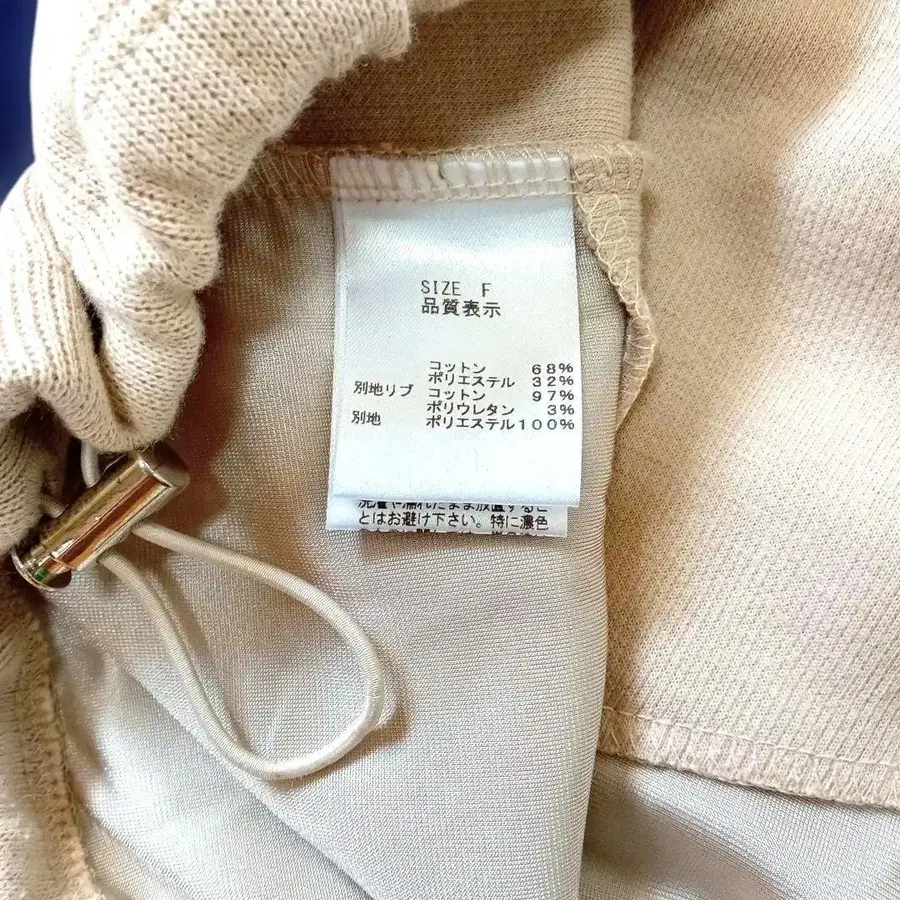 SIZE F
品質表示
コットン 68%
ポリエステル 32%
別地リブ コットン 97%
ポリウレタン 3%
別地 ポリエステル100%
とはお避け下さい。特に濃色